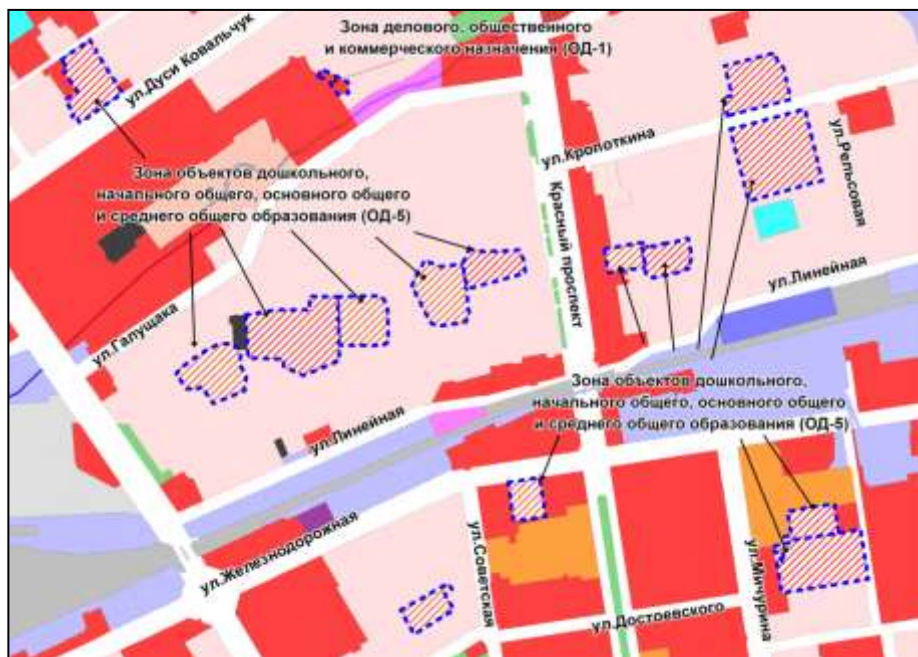 Зона делового, общественного
и коммерческого назначения (ОД-1)
ул.Дуси Ковальчук
ул.Кропоткина
ул.Рельсовая
Зона объектов дошкольного,
начального общего, основного общего
и среднего общего образования (ОД-5)
Красный проспект
ул.Линейная
ул.Галущака
Зона объектов дошкольного,
начального общего, основного общего
и среднего общего образования (ОД-5)
ул.Линейная
ул.Железнодорожная
ул.Советская
ул.Мичурина
ул.Достоевского